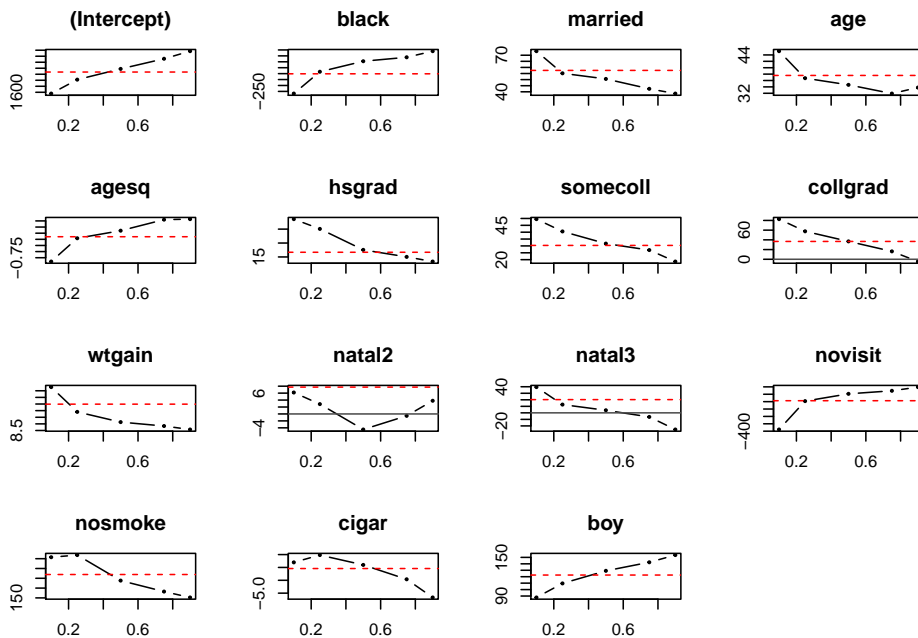 (Intercept) black married age
1600 -250 40 70 32 44
0.2 0.6 0.2 0.6 0.2 0.6 0.2 0.6
agesq hsgrad somecoll collgrad
-0.75 15 20 45 0 60
0.2 0.6 0.2 0.6 0.2 0.6 0.2 0.6
wtgain natal2 natal3 novisit
8.5 -4 6 -20 40 -400
0.2 0.6 0.2 0.6 0.2 0.6 0.2 0.6
nosmoke cigar boy
150 -5.0 90 150
0.2 0.6 0.2 0.6 0.2 0.6